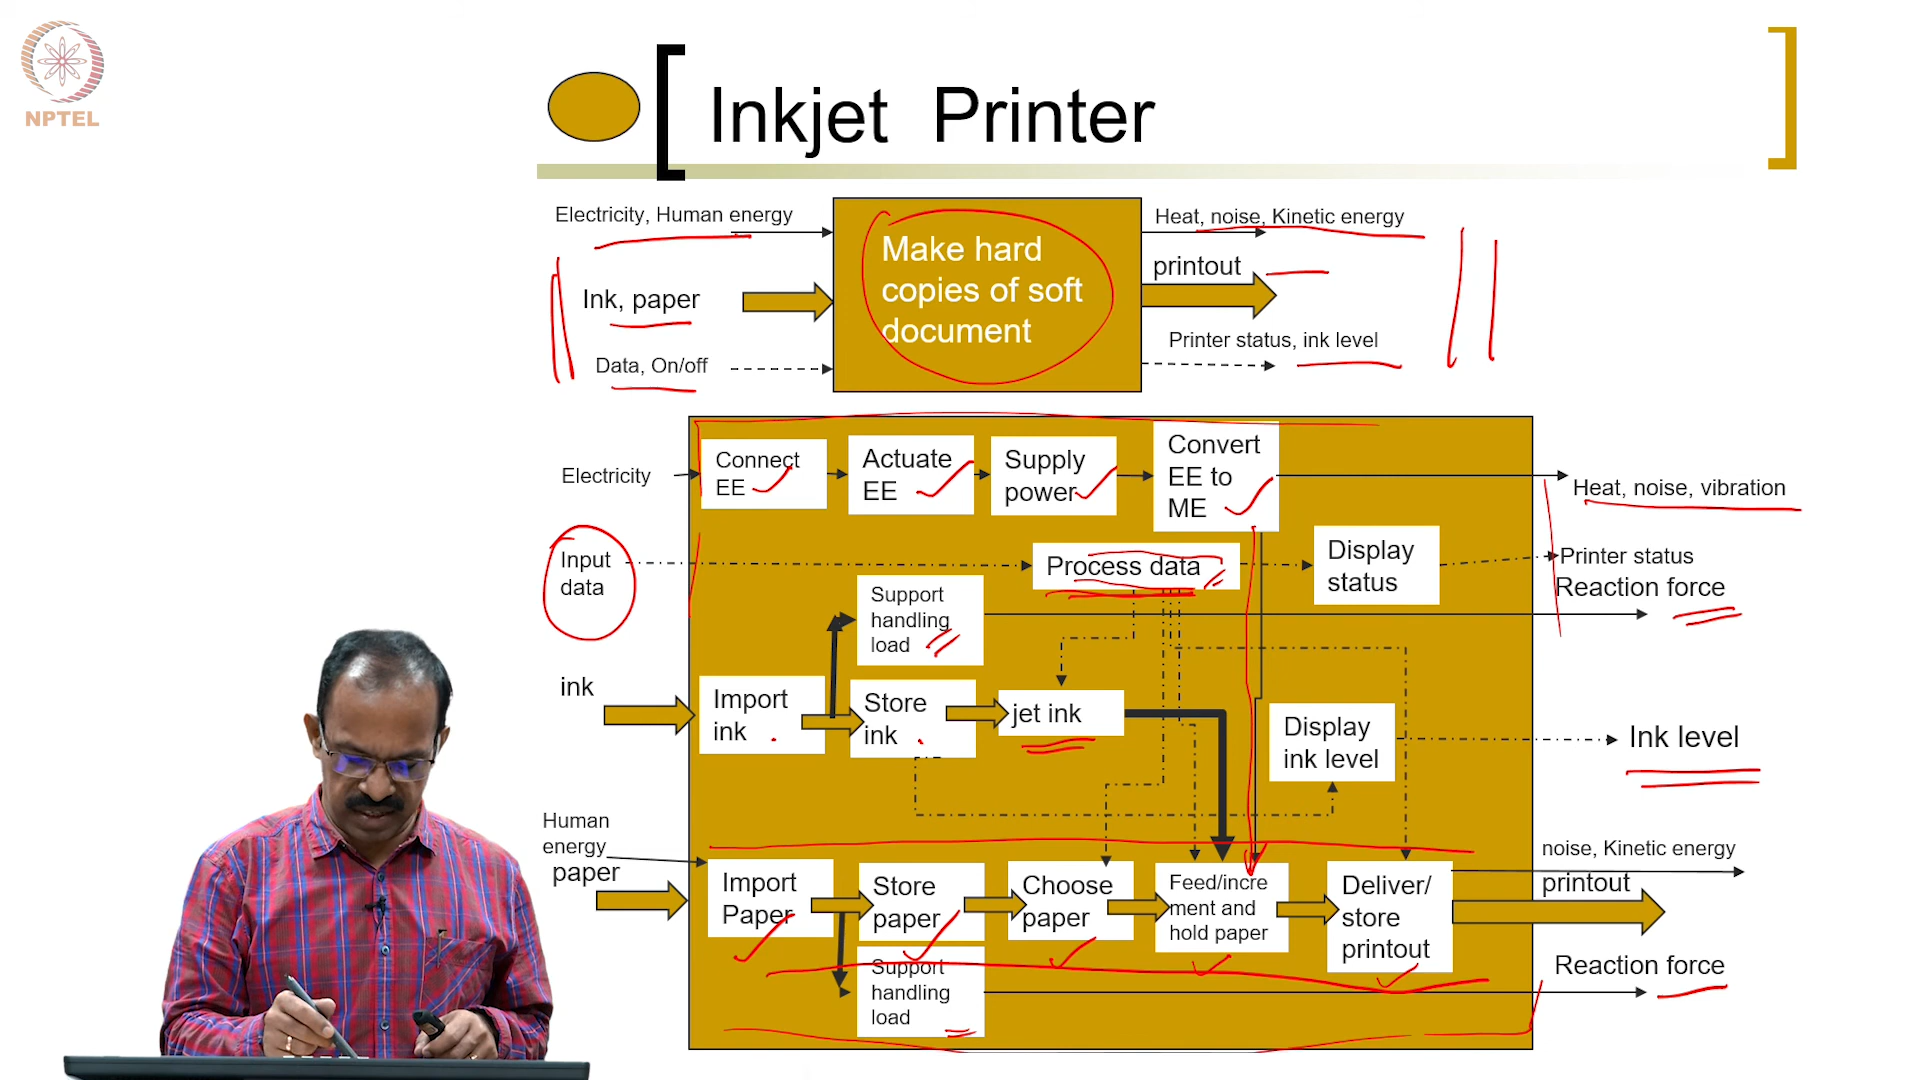 NPTEL
Inkjet Printer
Electricity, Human energy
Ink, paper
Data, On/off
Make hard
copies of soft
document
Heat, noise, Kinetic energy
printout
Printer status, ink level
Electricity
Connect
EE
Actuate
EE
Supply
power
Convert
EE to
ME
Heat, noise, vibration
Input
data
Process data
Display
status
Printer status
Reaction force
Support
handling
load
ink
Import
ink
Store
ink
jet ink
Display
ink level
Ink level
Human
energy
paper
Import
Paper
Store
paper
Choose
paper
Feed/incre
ment and
hold paper
Deliver/
store
printout
noise, Kinetic energy
printout
Support
handling
load
Reaction force